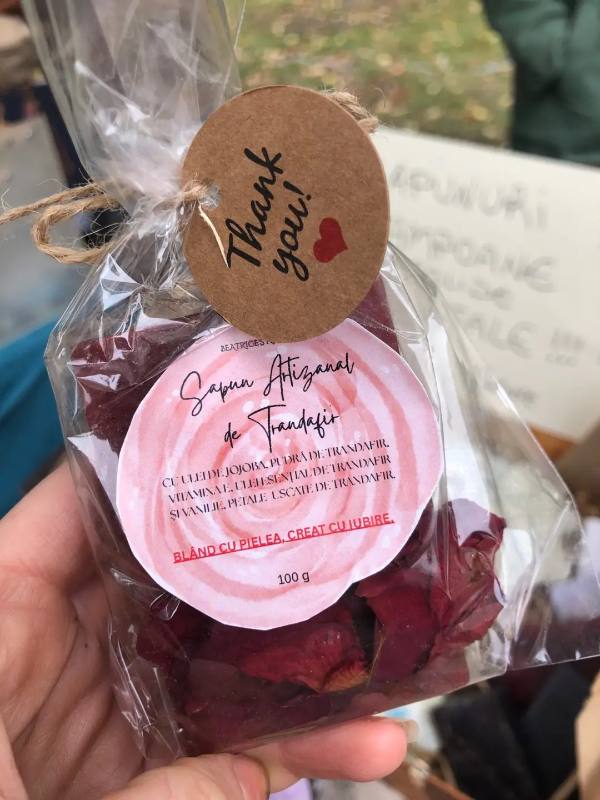 Thank
you!
Sapun Artizanal
de Trandafir
CU ULEI DE JOJOBA, PUDRĂ DE TRANDAFIR,
VITAMINA E, ULEI ESENȚIAL DE TRANDAFIR
ȘI VANILIE, PETALE USCATE DE TRANDAFIR.
BLÂND CU PIELEA, CREAT CU IUBIRE.
100 g